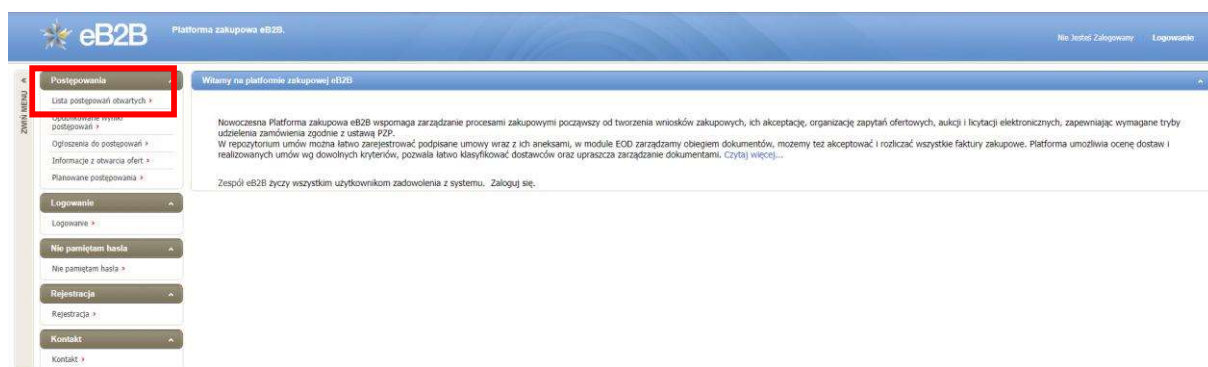 eB2B
Platforma zakupowa eB2B.
Nie Jesteś Zalogowany Logowanie
«
ZWIŃ MENU
Postępowania
Lista postępowań otwartych »
Opublikowane wyniki
postępowań »
Ogłoszenia do postępowań »
Informacje z otwarcia ofert »
Planowane postępowania »
Logowanie
Logowanie »
Nie pamiętam hasła
Nie pamiętam hasła »
Rejestracja
Rejestracja »
Kontakt
Kontakt »
Witamy na platformie zakupowej eB2B
Nowoczesna Platforma zakupowa eB2B wspomaga zarządzanie procesami zakupowymi począwszy od tworzenia wniosków zakupowych, ich akceptację, organizację zapytań ofertowych, aukcji i licytacji elektronicznych, zapewniając wymagane tryby
udzielenia zamówienia zgodnie z ustawą PZP.
W repozytorium umów można łatwo zarejestrować podpisane umowy wraz z ich aneksami, w module EOD zarządzamy obiegiem dokumentów, możemy też akceptować i rozliczać wszystkie faktury zakupowe. Platforma umożliwia ocenę dostaw i
realizowanych umów wg dowolnych kryteriów, pozwala łatwo klasyfikować dostawców oraz upraszcza zarządzanie dokumentami. Czytaj więcej...
Zespół eB2B życzy wszystkim użytkownikom zadowolenia z systemu. Zaloguj się.